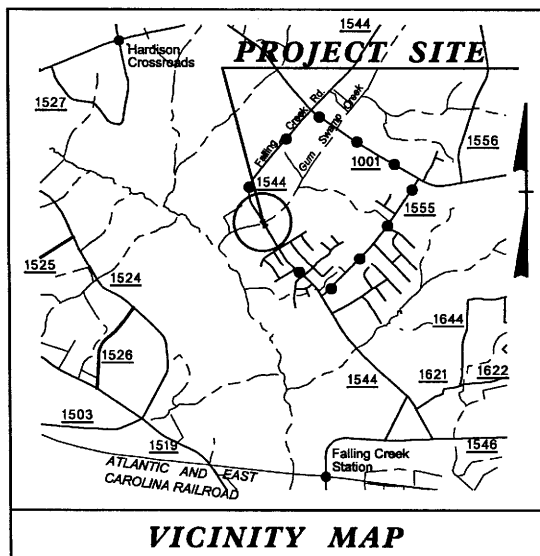 1544
Hardison
Crossroads
PROJECT SITE
1527
Falling Creek Rd.
Gum Swamp Creek
1556
1001
1544
1555
1525
1524
1644
1526
1544
1621
1622
1503
1519
1546
ATLANTIC AND EAST
CAROLINA RAILROAD
Falling Creek
Station
VICINITY MAP